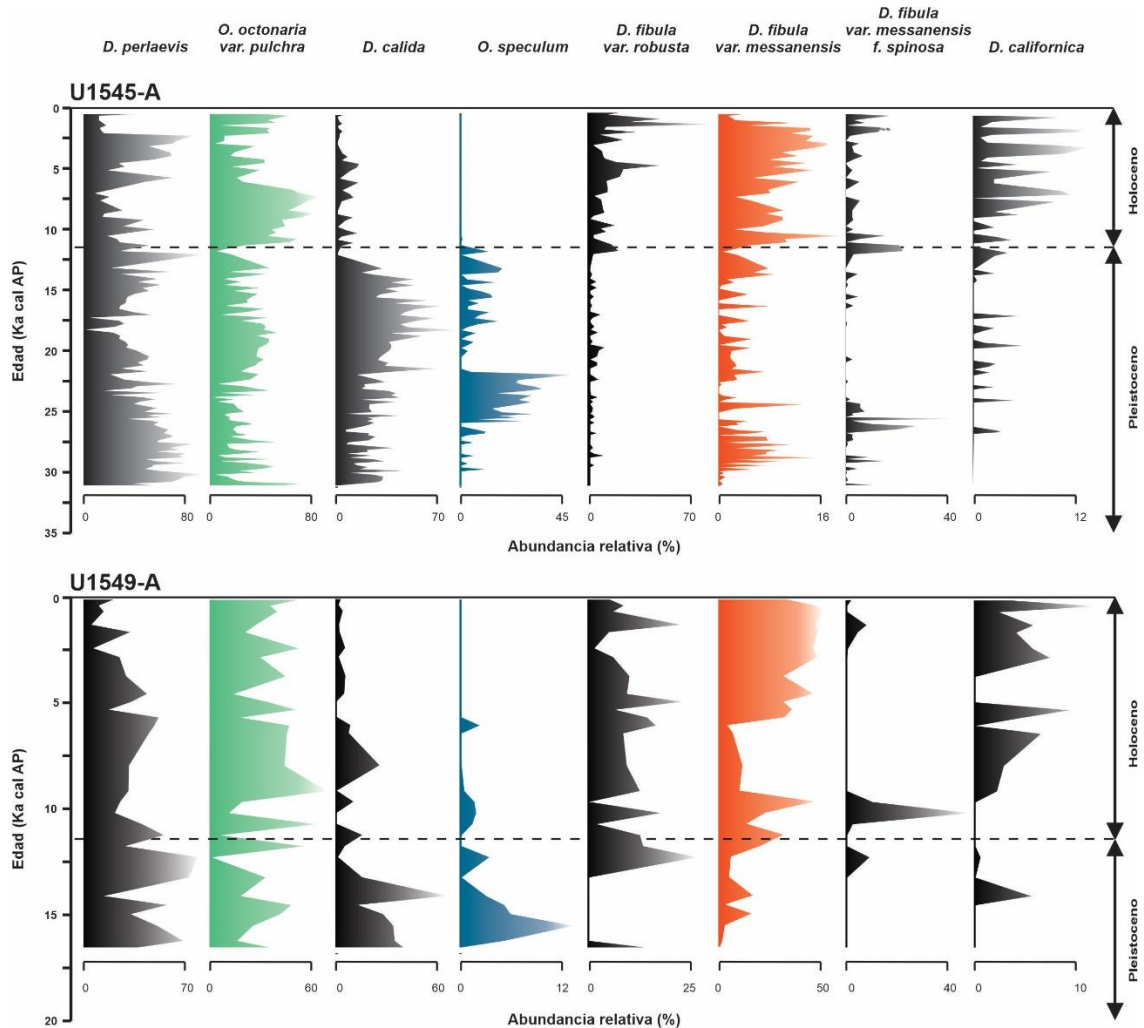 D. perlaevis
O. octonaria
var. pulchra
D. calida
O. speculum
D. fibula
var. robusta
D. fibula
var. messanensis
D. fibula
var. messanensis
f. spinosa
D. californica
U1545-A
Edad (Ka cal AP)
0
5
10
15
20
25
30
35
Holoceno
Pleistoceno
0 80 0 80 0 70 0 45 0 70 0 16 0 40 0 12
Abundancia relativa (%)
U1549-A
Edad (Ka cal AP)
0
5
10
15
20
Holoceno
Pleistoceno
0 70 0 80 0 60 0 12 0 25 0 50 0 40 0 10
Abundancia relativa (%)